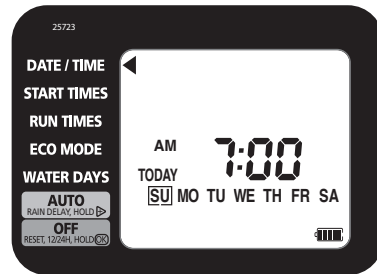 25723
DATE / TIME
START TIMES
RUN TIMES
ECO MODE
WATER DAYS
AUTO
RAIN DELAY, HOLD
OFF
RESET, 12/24H, HOLD OK
AM
7:00
TODAY
SU MO TU WE TH FR SA